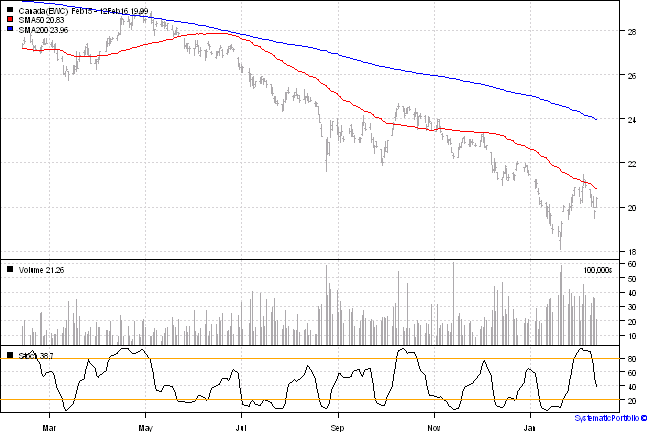 Canada(EWC) Feb15 - 12Feb16 19.99
SMA50 20.83
SMA200 23.96
28
26
24
22
20
18
Volume 21.26
100,000s
60
50
40
30
20
10
Stoch 38.7
80
60
40
20
Mar May Jul Sep Nov Jan
SystematicPortfolio ©